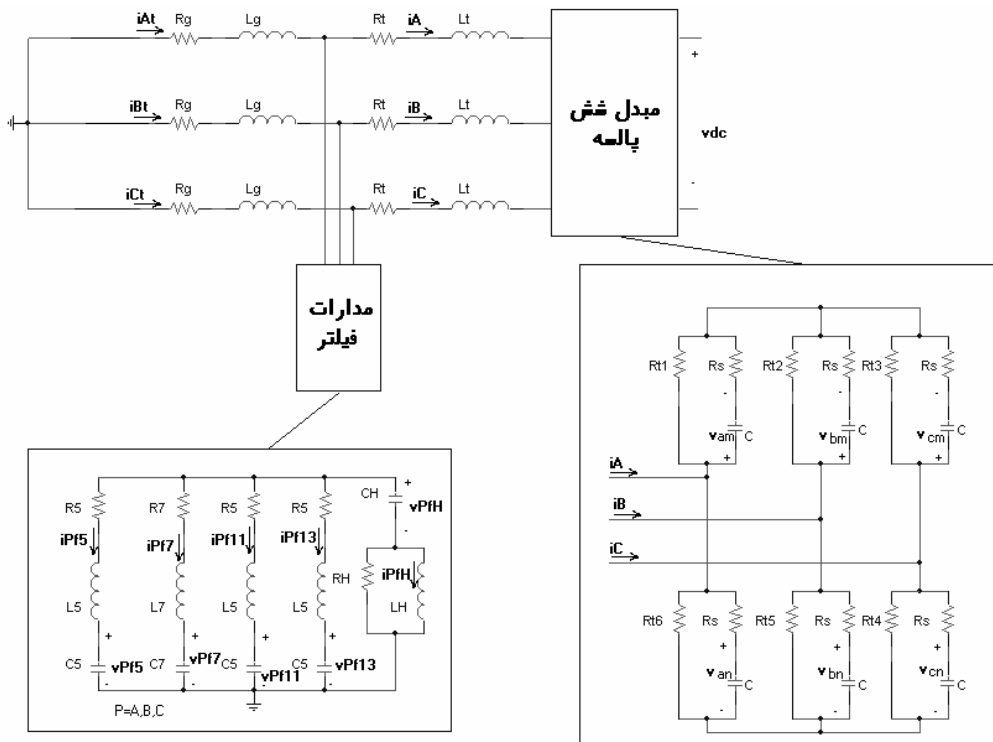 iAt Rg Lg Rt iA Lt
+
iBt Rg Lg Rt iB Lt
مبدل شش
پالسه
vdc
-
iCt Rg Lg Rt iC Lt
مدارات
فیلتر
R5 R7 R5 R5 CH + vPfH -
iPf5 iPf7 iPf11 iPf13 RH iPfH
L5 L7 L5 L5 LH
+ + + +
C5 vPf5 C7 vPf7 C5 vPf11 C5 vPf13
- - - -
P=A,B,C
Rt1 Rs Rt2 Rs Rt3 Rs
- - -
vam C vbm C vcm C
+ + +
iA
iB
iC
Rt6 Rs Rt5 Rs Rt4 Rs
+ + +
van C vbn C vcn C
- - -